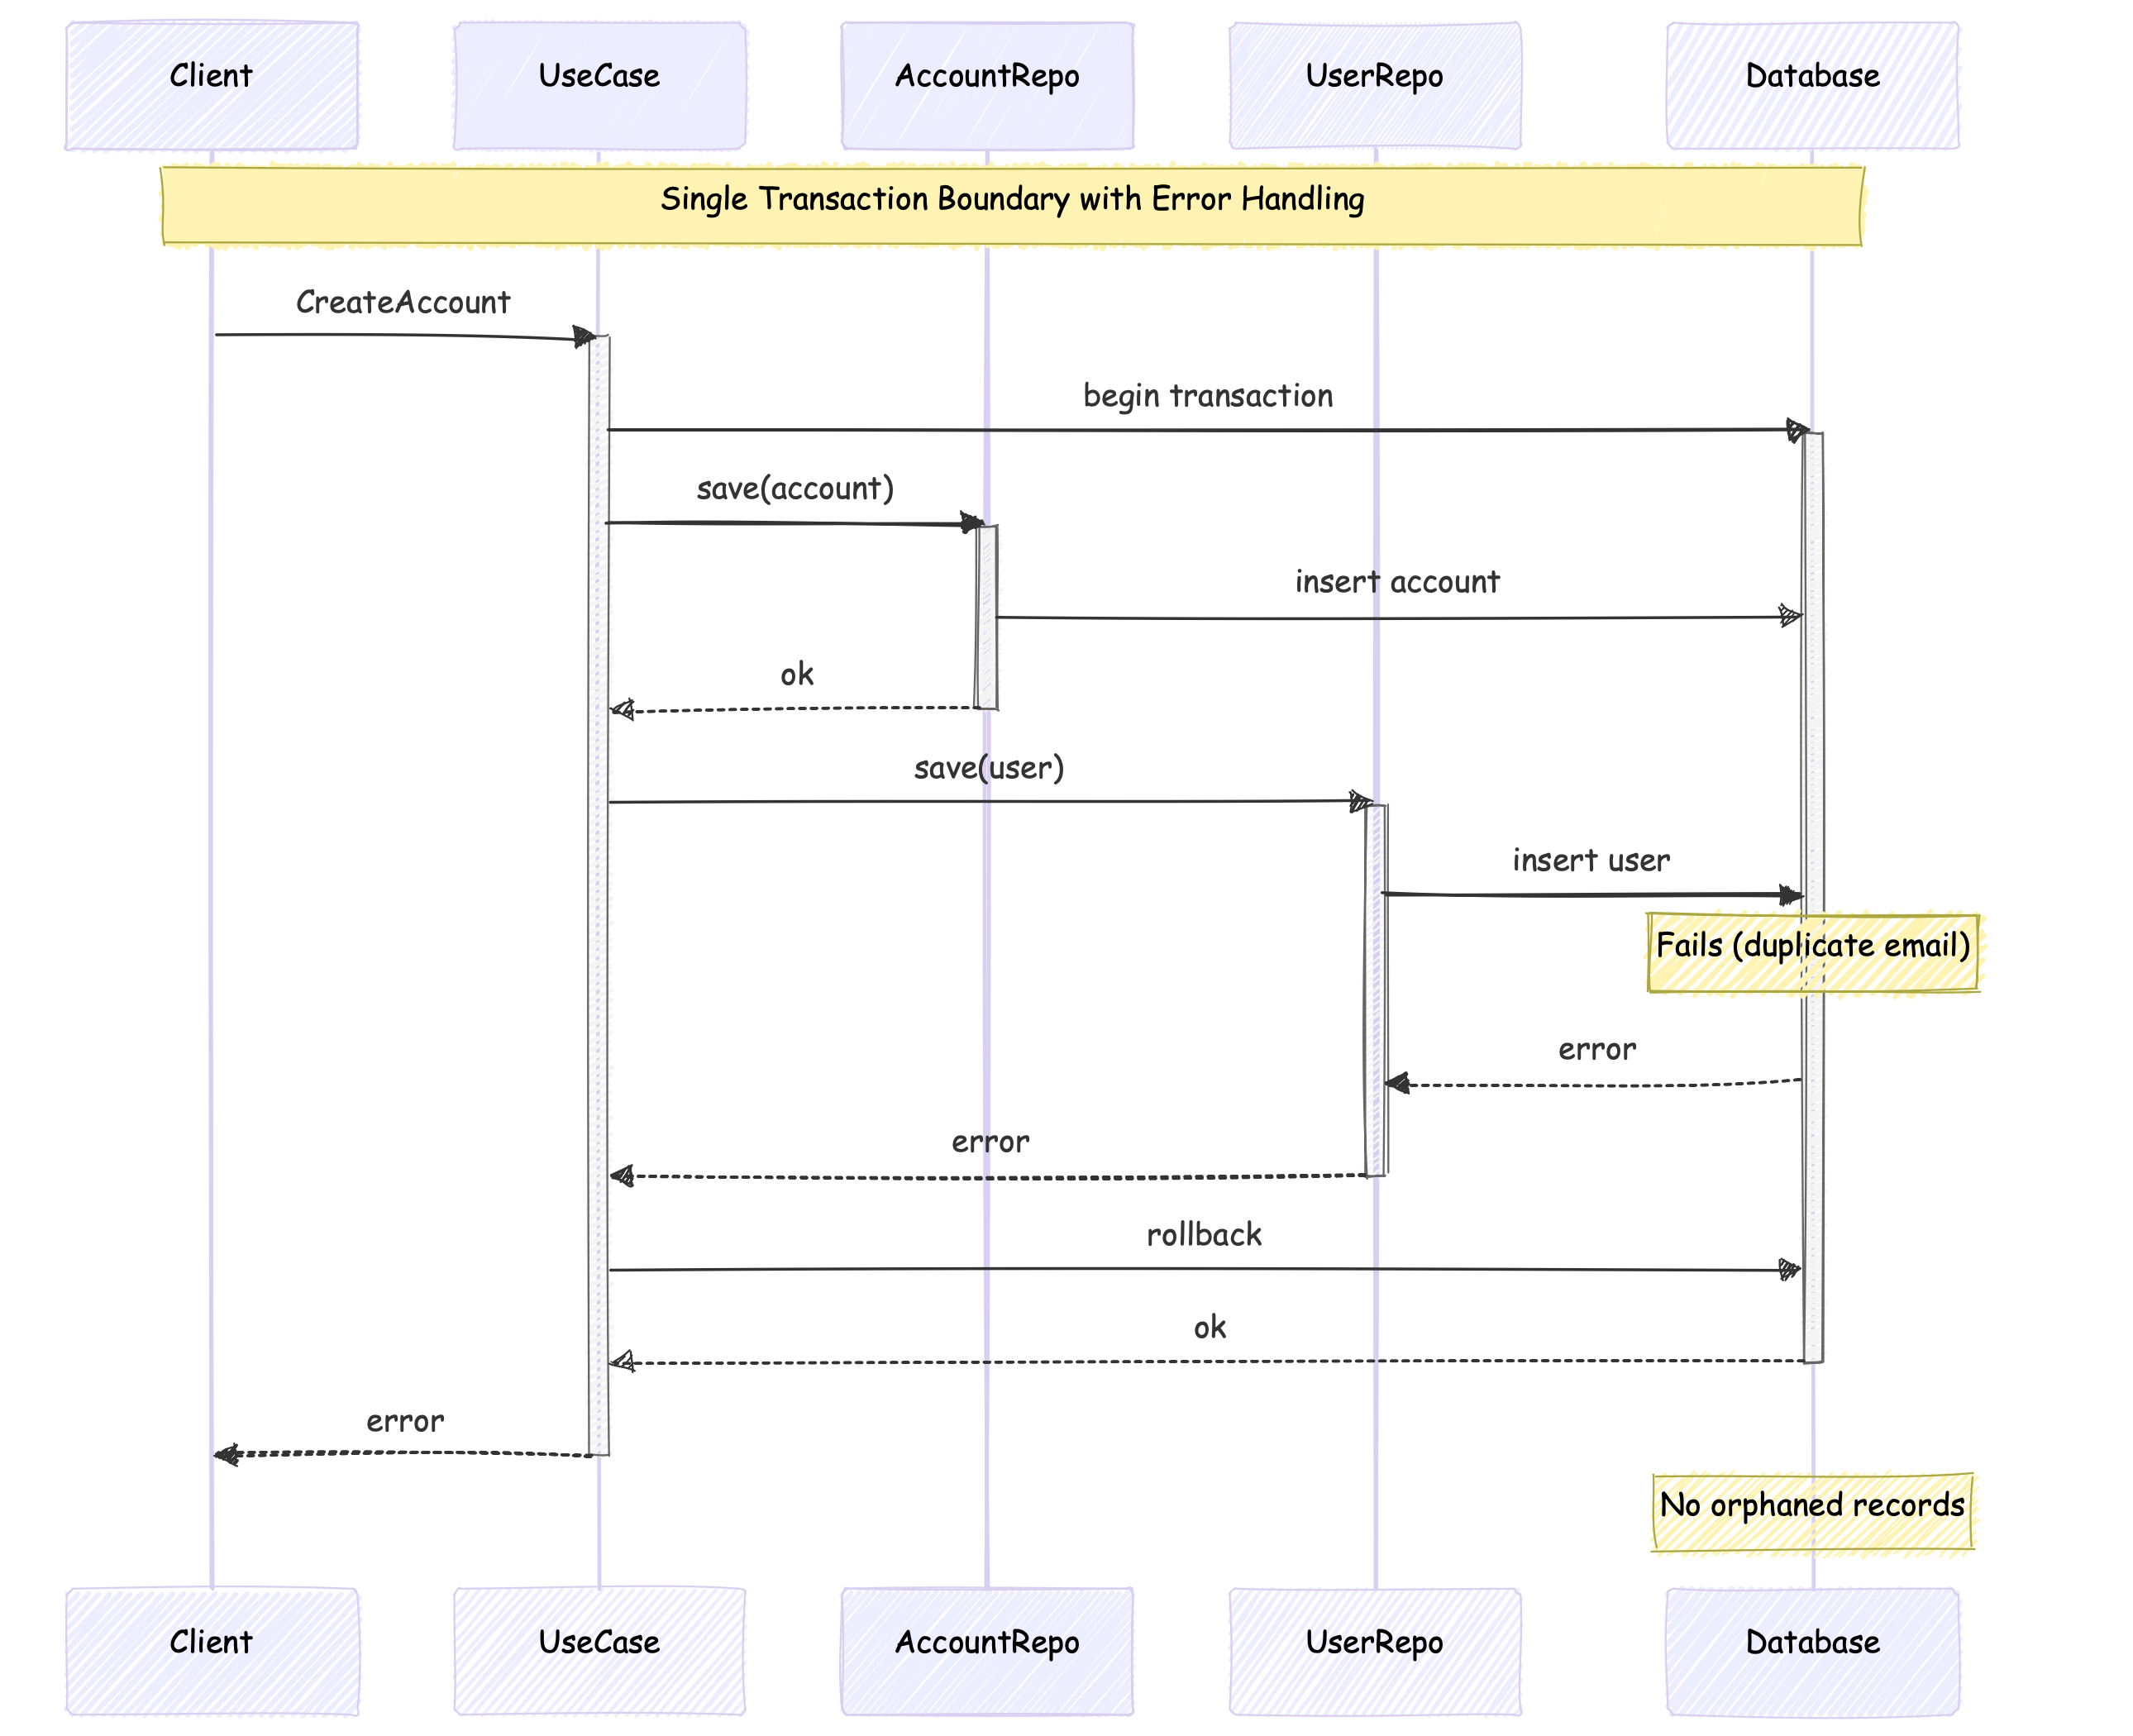 Client
UseCase
AccountRepo
UserRepo
Database
Single Transaction Boundary with Error Handling
CreateAccount
begin transaction
save(account)
insert account
ok
save(user)
insert user
Fails (duplicate email)
error
error
rollback
ok
error
No orphaned records
Client
UseCase
AccountRepo
UserRepo
Database